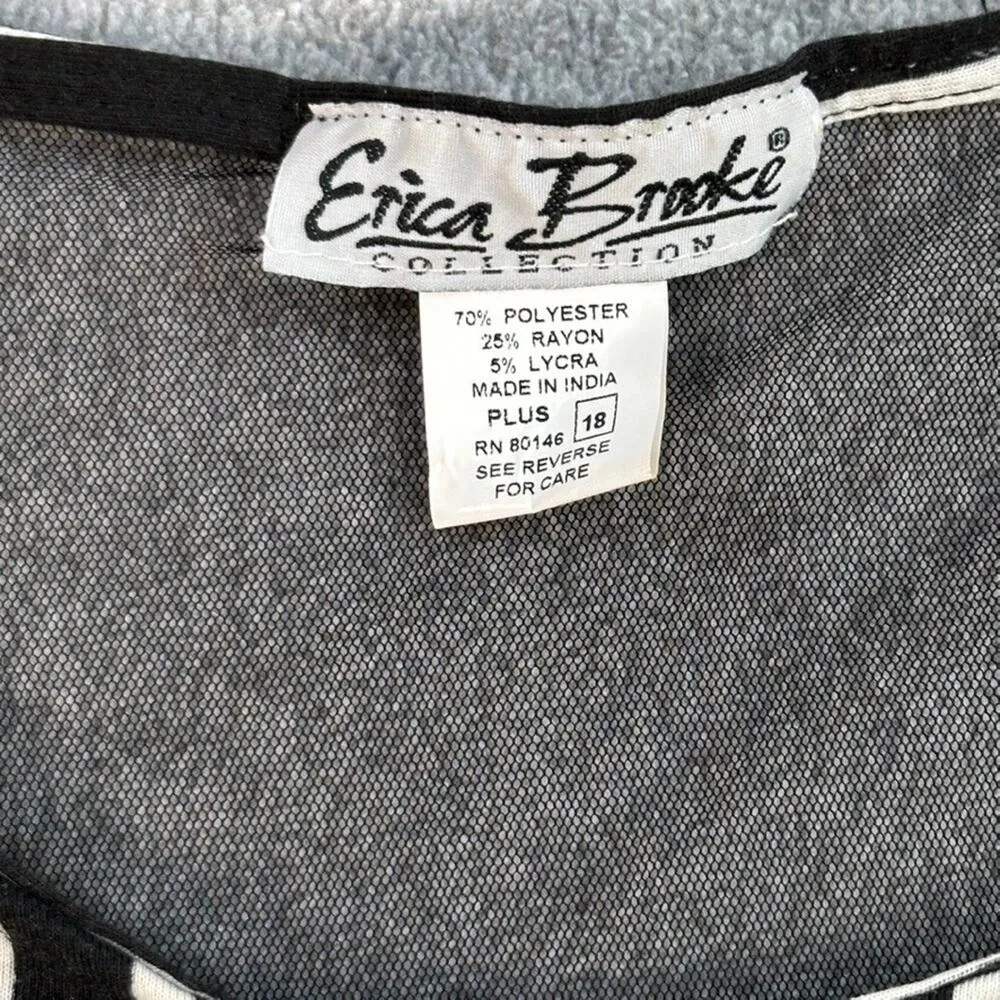 Erica Brooke®
COLLECTION
70% POLYESTER
25% RAYON
5% LYCRA
MADE IN INDIA
PLUS 18
RN 80146
SEE REVERSE
FOR CARE